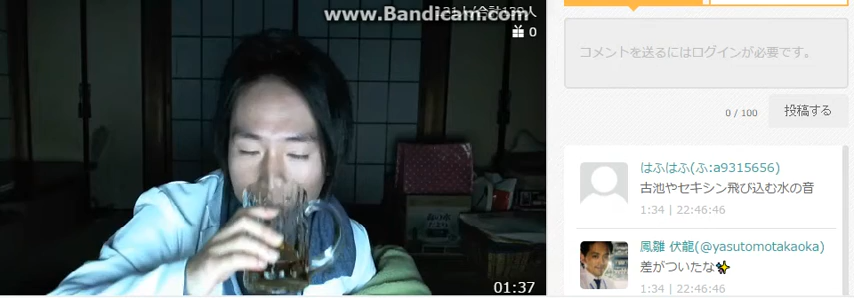 www.Bandicam.com
0
コメントを送るにはログインが必要です。
0 / 100
投稿する
はふはふ(ふ:a9315656)
古池やセキシン飛び込む水の音
1:34 | 22:46:46
鳳雛 伏龍(@yasutomotakaoka)
差がついたな✨
1:34 | 22:46:46
01:37